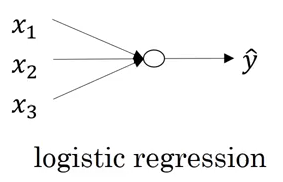 x₁
x₂
x₃
ŷ
logistic regression